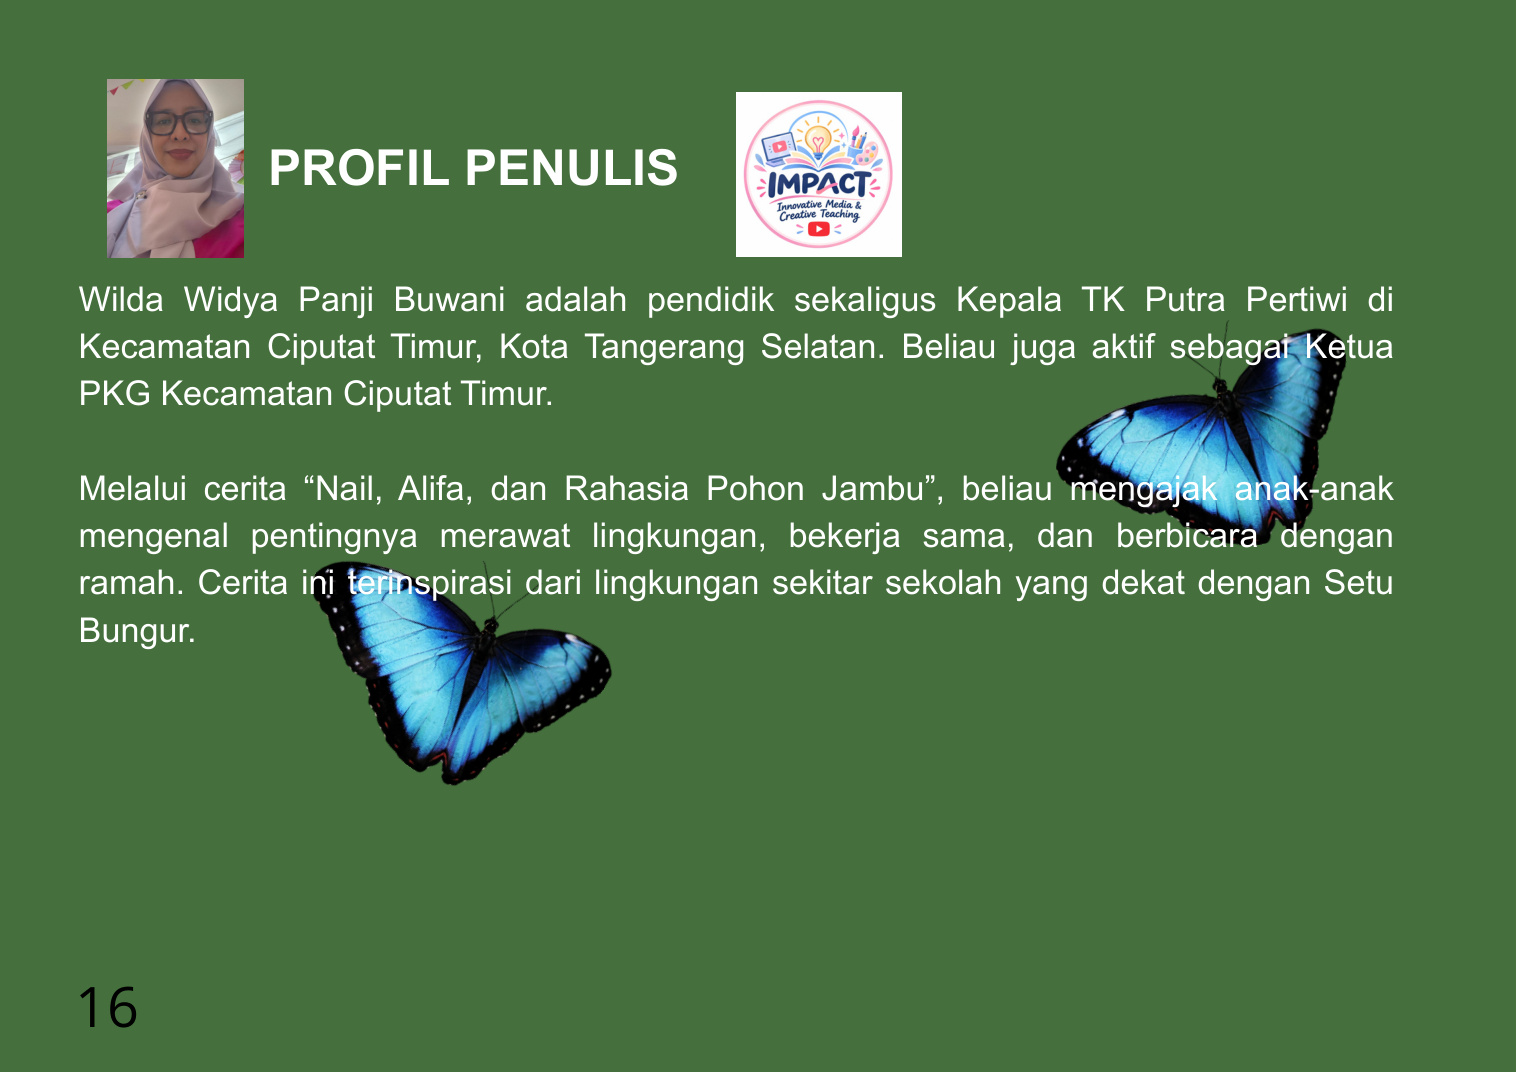 PROFIL PENULIS
IMPACT
Innovative Media &
Creative Teaching
Wilda Widya Panji Buwani adalah pendidik sekaligus Kepala TK Putra Pertiwi di
Kecamatan Ciputat Timur, Kota Tangerang Selatan. Beliau juga aktif sebagai Ketua
PKG Kecamatan Ciputat Timur.
Melalui cerita “Nail, Alifa, dan Rahasia Pohon Jambu”, beliau mengajak anak-anak
mengenal pentingnya merawat lingkungan, bekerja sama, dan berbicara dengan
ramah. Cerita ini terinspirasi dari lingkungan sekitar sekolah yang dekat dengan Setu
Bungur.
16